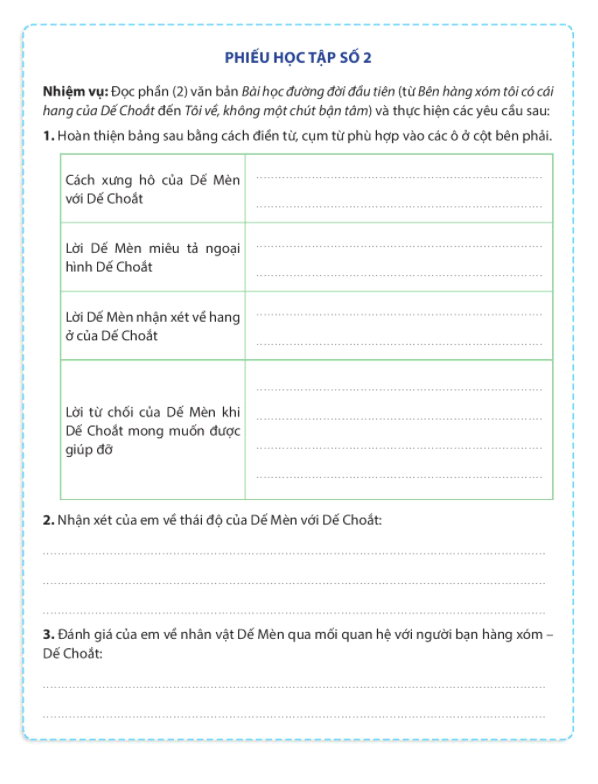 PHIẾU HỌC TẬP SỐ 2
Nhiệm vụ: Đọc phần (2) văn bản Bài học đường đời đầu tiên (từ Bên hàng xóm tôi có cái
hang của Dế Choắt đến Tôi về, không một chút bận tâm) và thực hiện các yêu cầu sau:
1. Hoàn thiện bảng sau bằng cách điền từ, cụm từ phù hợp vào các ô ở cột bên phải.
Cách xưng hô của Dế Mèn
với Dế Choắt
Lời Dế Mèn miêu tả ngoại
hình Dế Choắt
Lời Dế Mèn nhận xét về hang
ở của Dế Choắt
Lời từ chối của Dế Mèn khi
Dế Choắt mong muốn được
giúp đỡ
2. Nhận xét của em về thái độ của Dế Mèn với Dế Choắt:
3. Đánh giá của em về nhân vật Dế Mèn qua mối quan hệ với người bạn hàng xóm –
Dế Choắt: